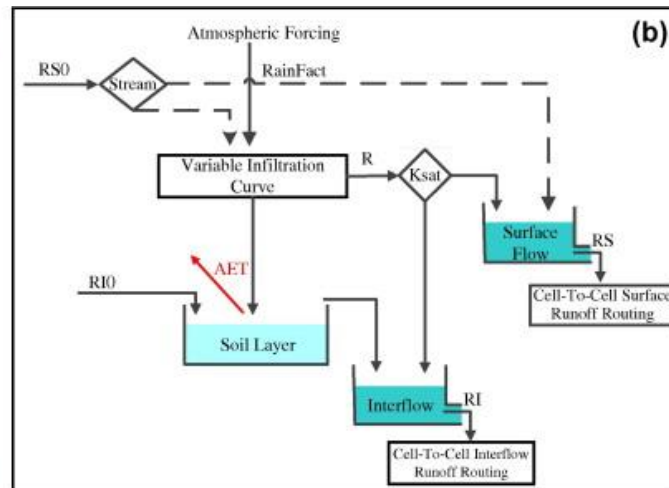 (b)
Atmospheric Forcing
RS0
Stream
RainFact
Variable Infiltration
Curve
R
Ksat
Surface
Flow
RS
AET
RI0
Cell-To-Cell Surface
Runoff Routing
Soil Layer
Interflow
RI
Cell-To-Cell Interflow
Runoff Routing